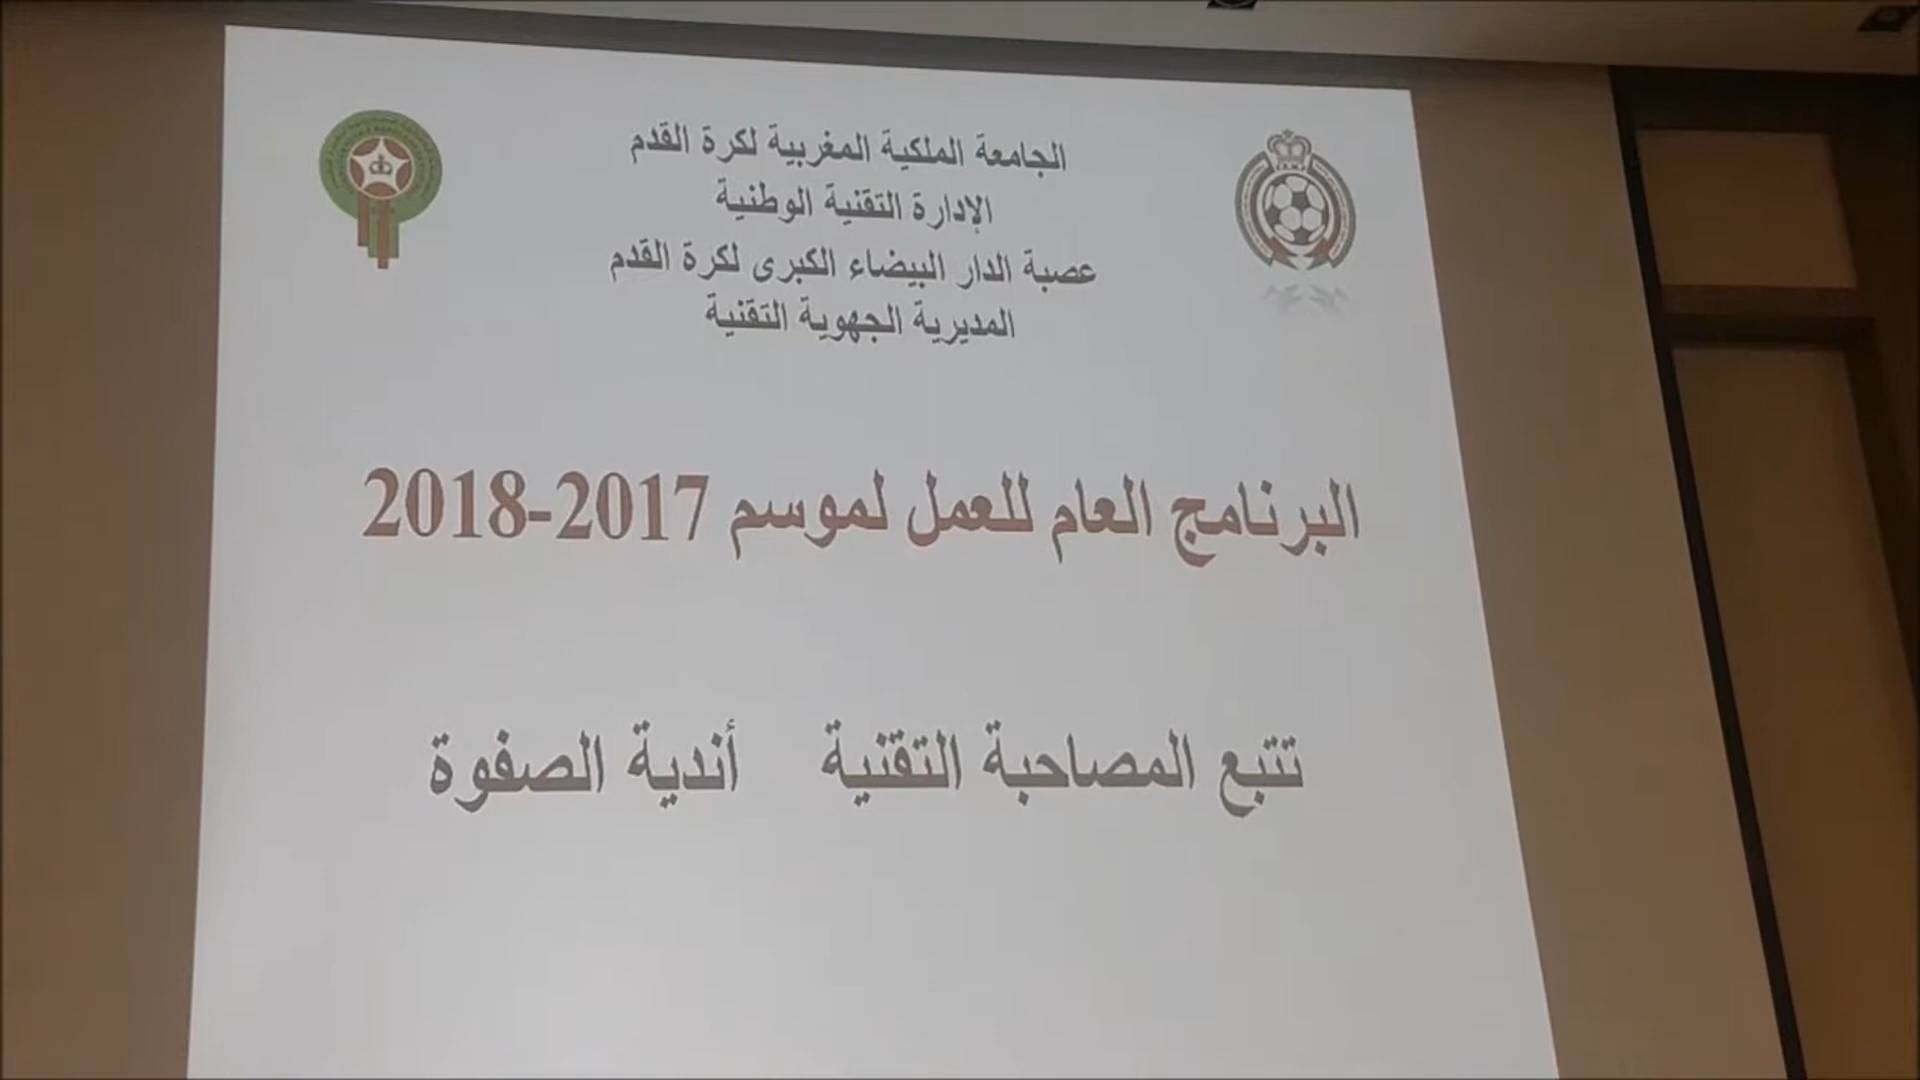 الجامعة الملكية المغربية لكرة القدم
الإدارة التقنية الوطنية
عصبة الدار البيضاء الكبرى لكرة القدم
المديرية الجهوية التقنية
البرنامج العام للعمل لموسم 2017-2018
تتبع المصاحبة التقنية أندية الصفوة